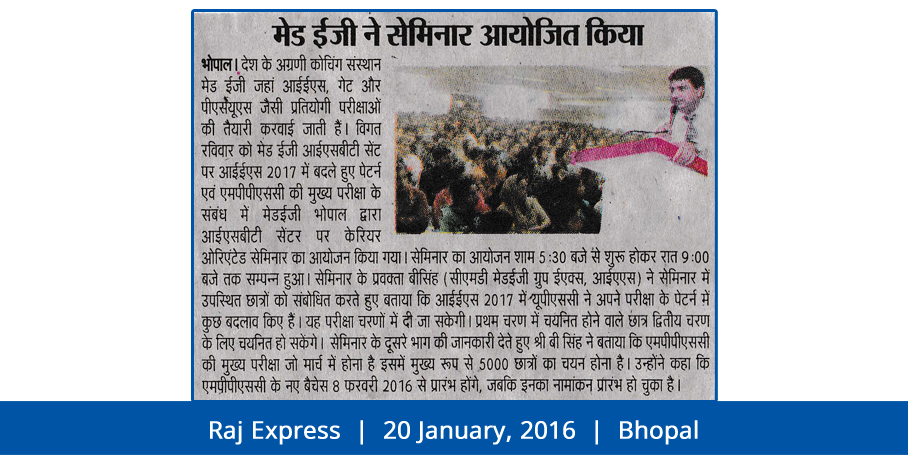 मेड ईजी ने सेमिनार आयोजित किया
भोपाल। देश के अग्रणी कोचिंग संस्थान
मेड ईजी जहां आईईएस, गेट और
पीएसयूएस जैसी प्रतियोगी परीक्षाओं
की तैयारी करवाई जाती हैं। विगत
रविवार को मेड ईजी आईएसबीटी सेंट
पर आईईएस 2017 में बदले हुए पेटर्न
एवं एमपीपीएससी की मुख्य परीक्षा के
संबंध में मेडईजी भोपाल द्वारा
आईएसबीटी सेंटर पर केरियर
ओरिएंटेड सेमिनार का आयोजन किया गया। सेमिनार का आयोजन शाम 5:30 बजे से शुरू होकर रात 9:00
बजे तक सम्पन्न हुआ। सेमिनार के प्रवक्ता बीसिंह (सीएमडी मेडईजी ग्रुप ईएक्स, आईएएस) ने सेमिनार में
उपस्थित छात्रों को संबोधित करते हुए बताया कि आईईएस 2017 में यूपीएससी ने अपने परीक्षा के पेटर्न में
कुछ बदलाव किए हैं। यह परीक्षा चरणों में दी जा सकेगी। प्रथम चरण में चयनित होने वाले छात्र द्वितीय चरण
के लिए चयनित हो सकेंगे। सेमिनार के दूसरे भाग की जानकारी देते हुए श्री बी सिंह ने बताया कि एमपीपीएससी
की मुख्य परीक्षा जो मार्च में होना है इसमें मुख्य रूप से 5000 छात्रों का चयन होना है। उन्होंने कहा कि
एमपीपीएससी के नए बैचेस 8 फरवरी 2016 से प्रारंभ होंगे, जबकि इनका नामांकन प्रारंभ हो चुका है।
Raj Express | 20 January, 2016 | Bhopal